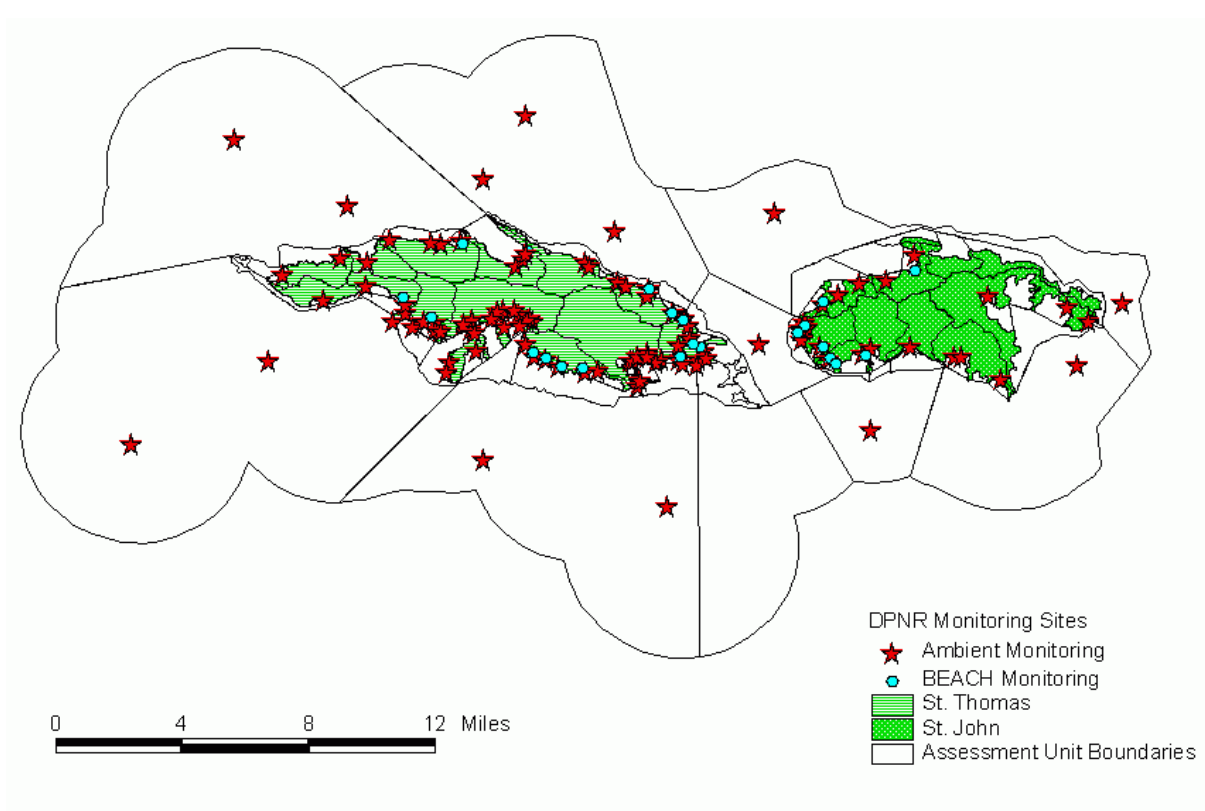 DPNR Monitoring Sites
Ambient Monitoring
BEACH Monitoring
St. Thomas
St. John
Assessment Unit Boundaries
0 4 8 12 Miles